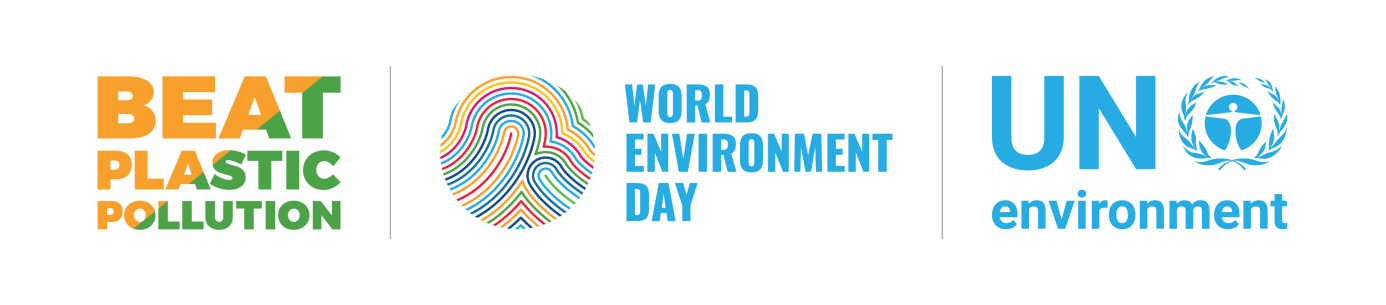 BEAT
PLASTIC
POLLUTION
WORLD
ENVIRONMENT
DAY
UN
environment